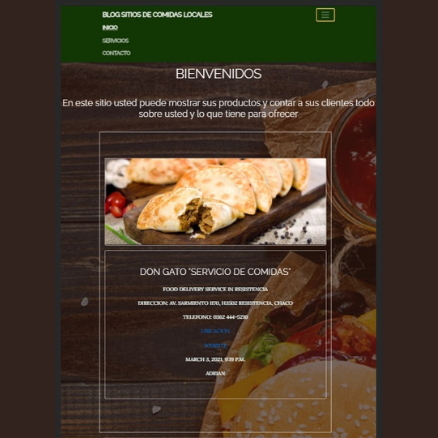 BLOG SITIOS DE COMIDAS LOCALES
INICIO
SERVICIOS
CONTACTO
BIENVENIDOS
En este sitio usted puede mostrar sus productos y contar a sus clientes todo
sobre usted y lo que tiene para ofrecer
DON GATO "SERVICIO DE COMIDAS"
FOOD DELIVERY SERVICE IN RESISTENCIA
DIRECCION: AV. SARMIENTO 1170, H3502 RESISTENCIA, CHACO
TELEFONO: 0362 444-5230
UBICACION
WEBSITE
MARCH 3, 2021, 9:19 P.M.
ADRIAN